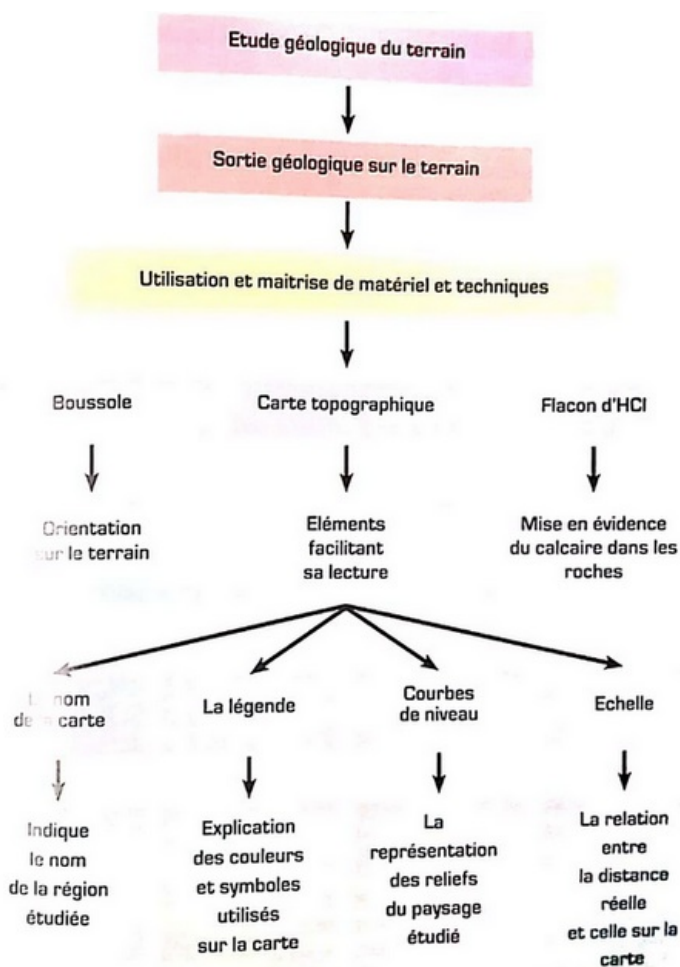 Etude géologique du terrain
Sortie géologique sur le terrain
Utilisation et maitrise de matériel et techniques
Boussole
Carte topographique
Flacon d'HCl
Orientation
sur le terrain
Eléments
facilitant
sa lecture
Mise en évidence
du calcaire dans les
roches
Le nom
de la carte
La légende
Courbes
de niveau
Echelle
Indique
le nom
de la région
étudiée
Explication
des couleurs
et symboles
utilisés
sur la carte
La
représentation
des reliefs
du paysage
étudié
La relation
entre
la distance
réelle
et celle sur la
carte